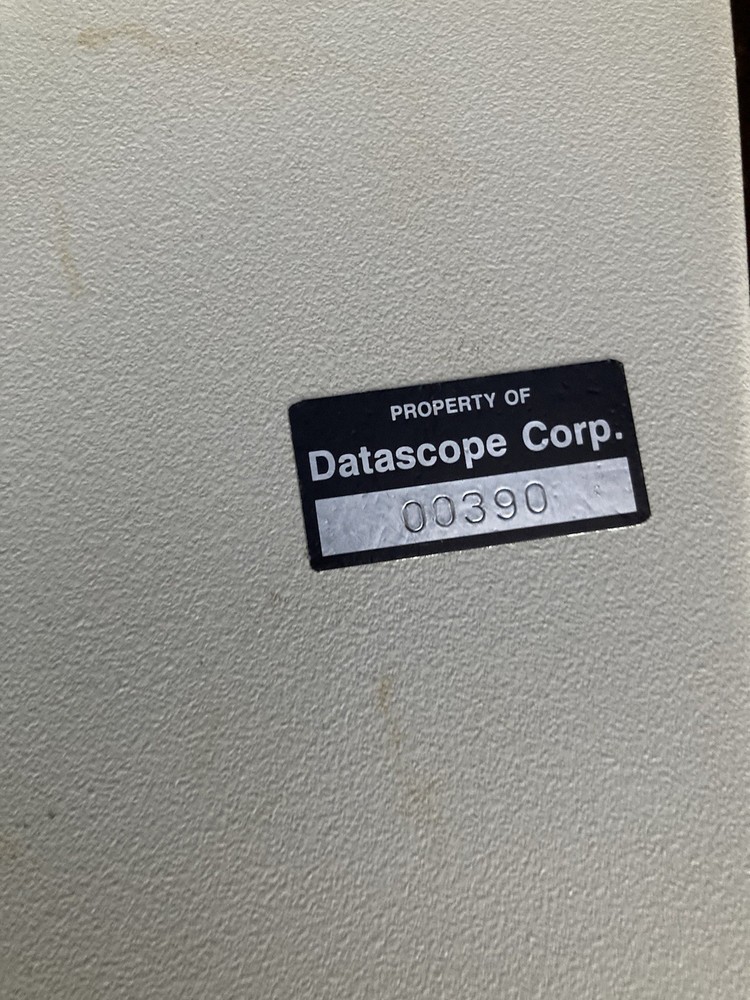 PROPERTY OF
Datascope Corp.
00390